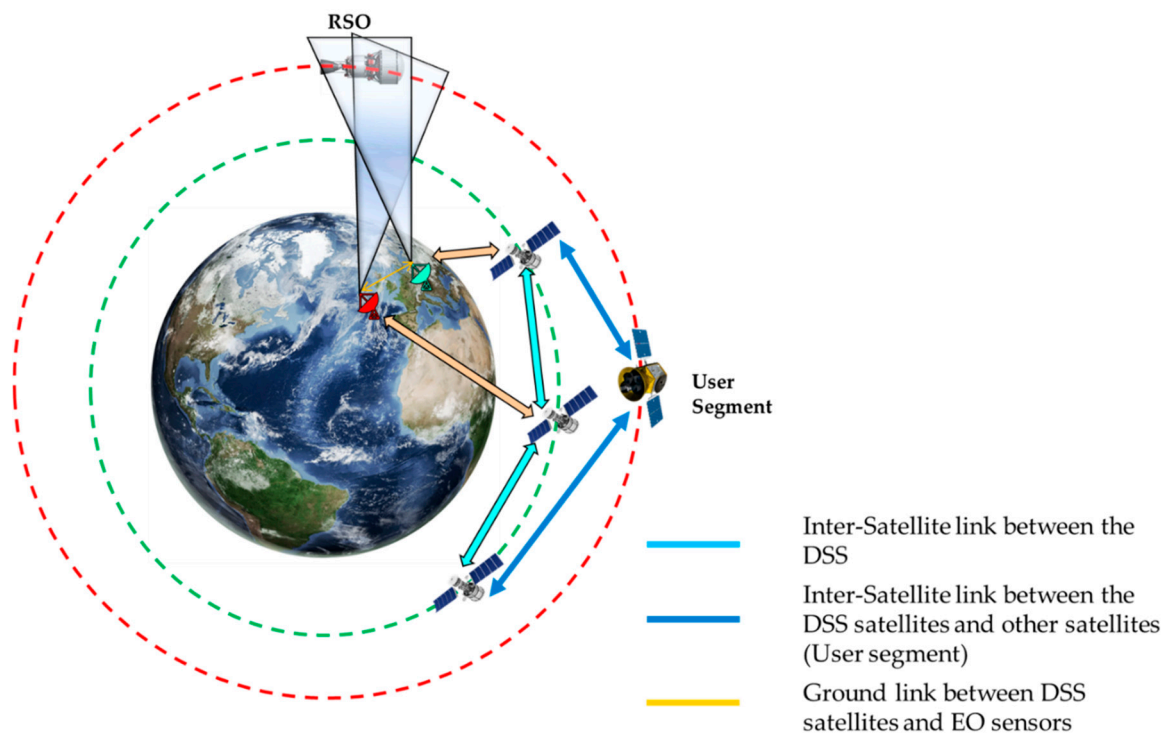 RSO
User
Segment
Inter-Satellite link between the
DSS
Inter-Satellite link between the
DSS satellites and other satellites
(User segment)
Ground link between DSS
satellites and EO sensors